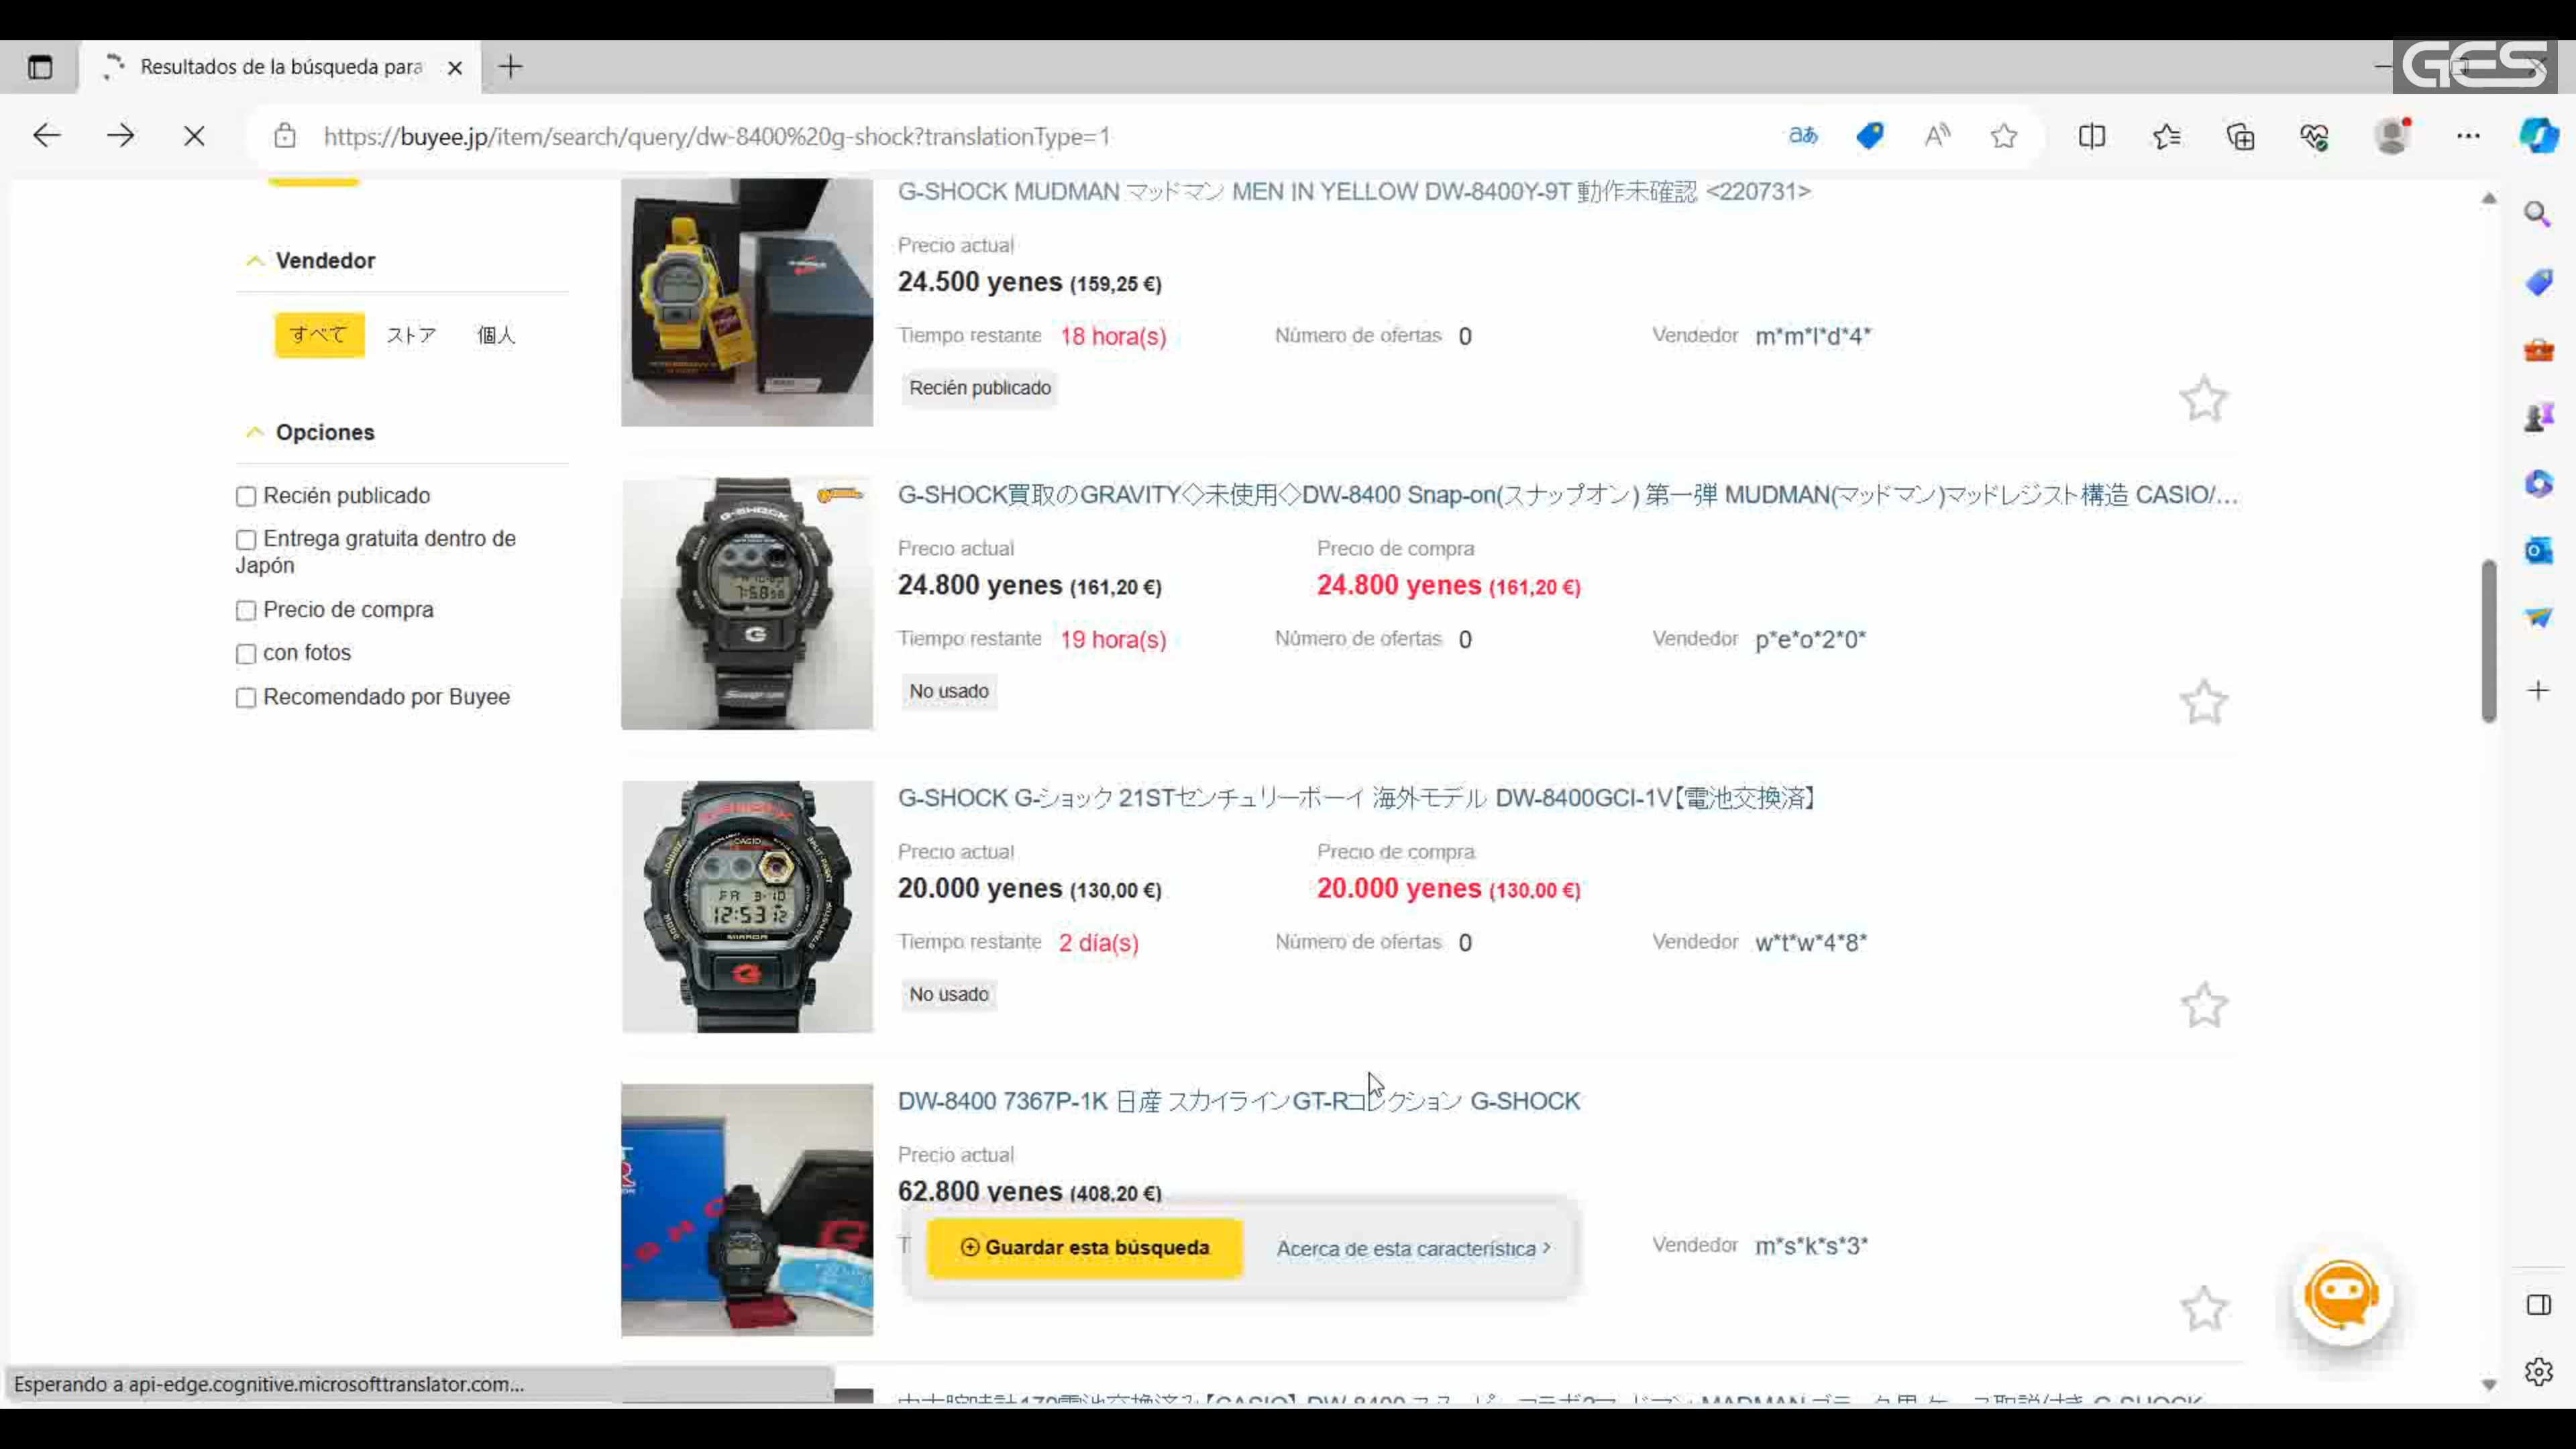 Resultados de la búsqueda para
GES
https://buyee.jp/item/search/query/dw-8400%20g-shock?translationType=1
Vendedor
すべて ストア 個人
Opciones
Recién publicado
Entrega gratuita dentro de
Japón
Precio de compra
con fotos
Recomendado por Buyee
G-SHOCK MUDMAN マッドマン MEN IN YELLOW DW-8400Y-9T 動作未確認 <220731>
Precio actual
24.500 yenes (159,25 €)
Tiempo restante 18 hora(s) Número de ofertas 0 Vendedor m*m*l*d*4*
Recién publicado
G-SHOCK買取のGRAVITY◇未使用◇DW-8400 Snap-on(スナップオン) 第一弾 MUDMAN(マッドマン)マッドレジスト構造 CASIO/...
Precio actual Precio de compra
24.800 yenes (161,20 €) 24.800 yenes (161,20 €)
Tiempo restante 19 hora(s) Número de ofertas 0 Vendedor p*e*o*2*0*
No usado
G-SHOCK G-ショック 21STセンチュリーボーイ 海外モデル DW-8400GCI-1V【電池交換済】
Precio actual Precio de compra
20.000 yenes (130,00 €) 20.000 yenes (130,00 €)
Tiempo restante 2 día(s) Número de ofertas 0 Vendedor w*t*w*4*8*
No usado
DW-8400 7367P-1K 日産 スカイラインGT-Rコレクション G-SHOCK
Precio actual
62.800 yenes (408,20 €)
Vendedor m*s*k*s*3*
Guardar esta búsqueda Acerca de esta característica
Esperando a api-edge.cognitive.microsofttranslator.com...